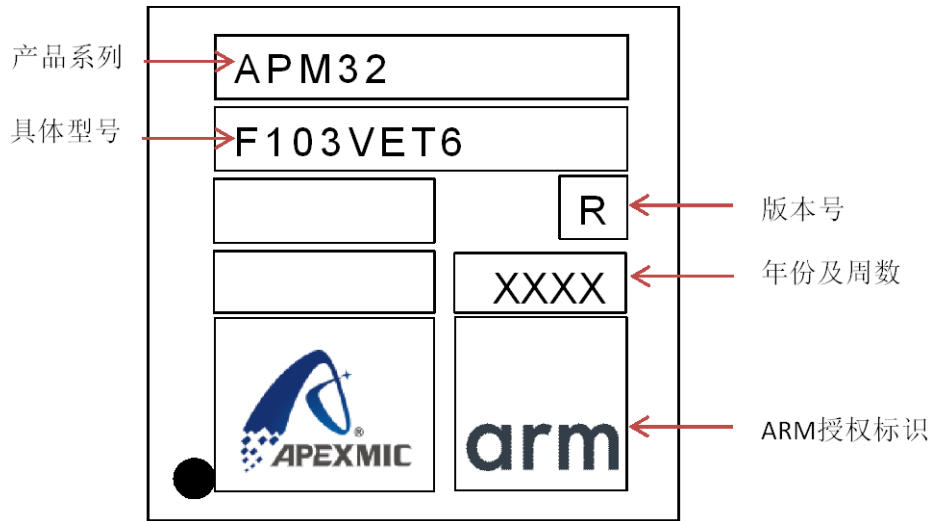 产品系列
APM32
具体型号
F103VET6
R
版本号
XXXX
年份及周数
APEXMIC
®
arm
ARM授权标识